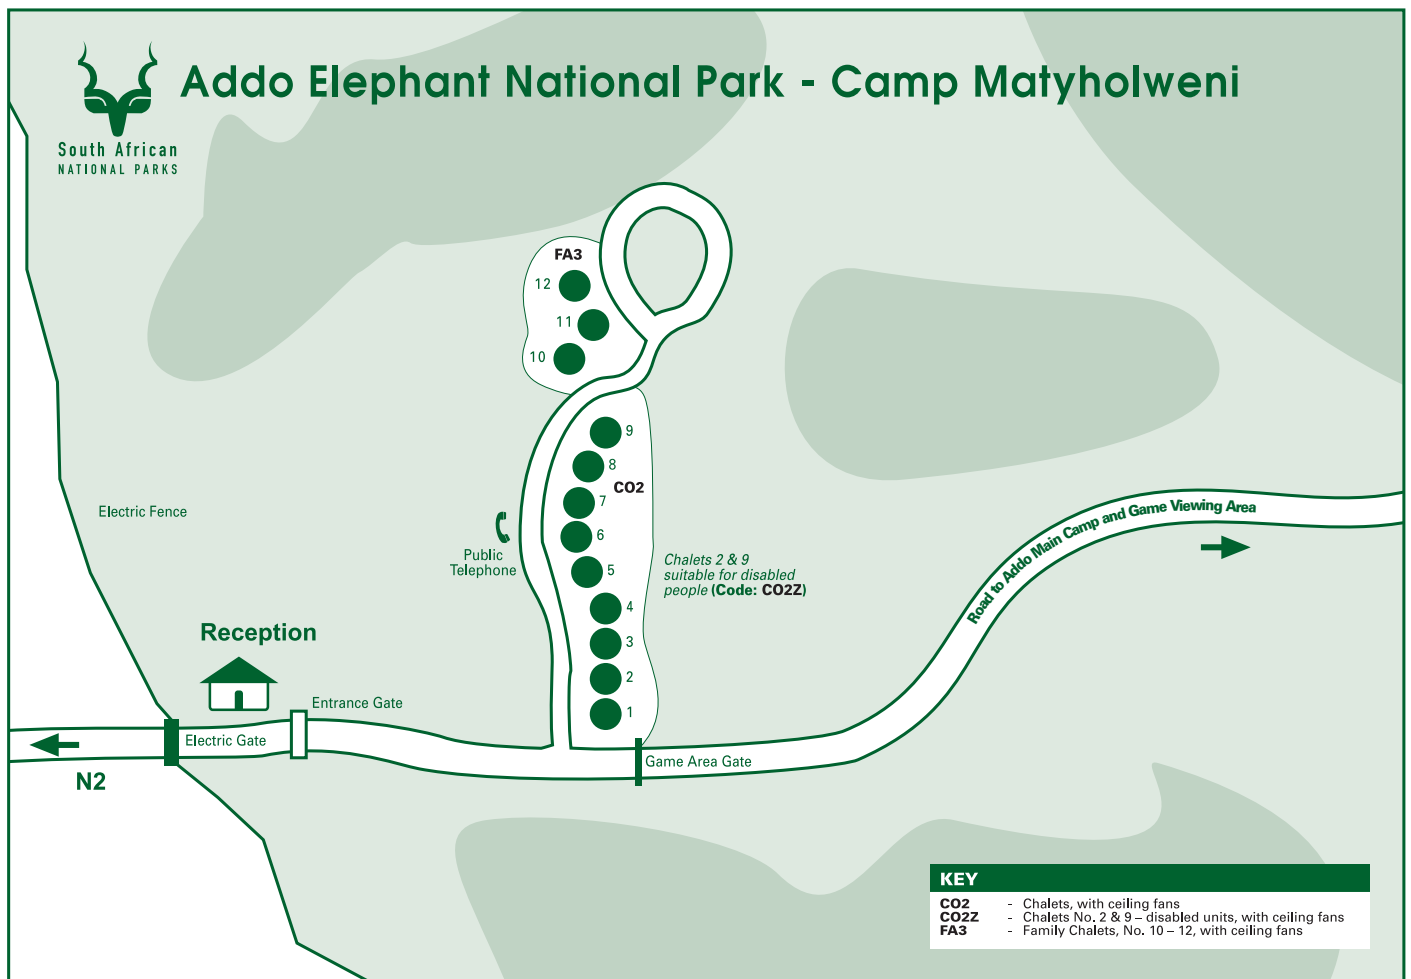 Addo Elephant National Park - Camp Matyholweni
South African
NATIONAL PARKS
FA3
12
11
10
9
8
CO2
7
6
5
4
3
2
1
Electric Fence
Public
Telephone
Chalets 2 & 9
suitable for disabled
people (Code: CO2Z)
Road to Addo Main Camp and Game Viewing Area
Reception
Entrance Gate
Electric Gate
Game Area Gate
N2
KEY
CO2 - Chalets, with ceiling fans
CO2Z - Chalets No. 2 & 9 – disabled units, with ceiling fans
FA3 - Family Chalets, No. 10 – 12, with ceiling fans